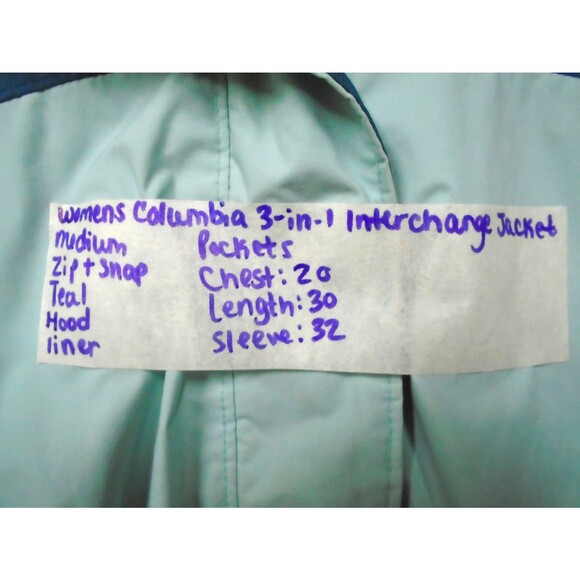 Womens Columbia 3-in-1 Interchange Jacket
medium
Zip + Snap
Teal
Hood
liner
Pockets
Chest: 20
Length: 30
Sleeve: 32